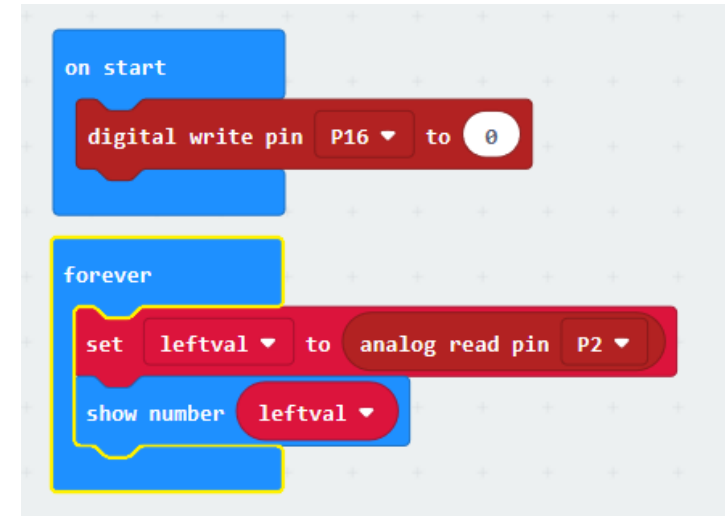 on start
digital write pin P16 to 0
forever
set leftval to analog read pin P2
show number leftval